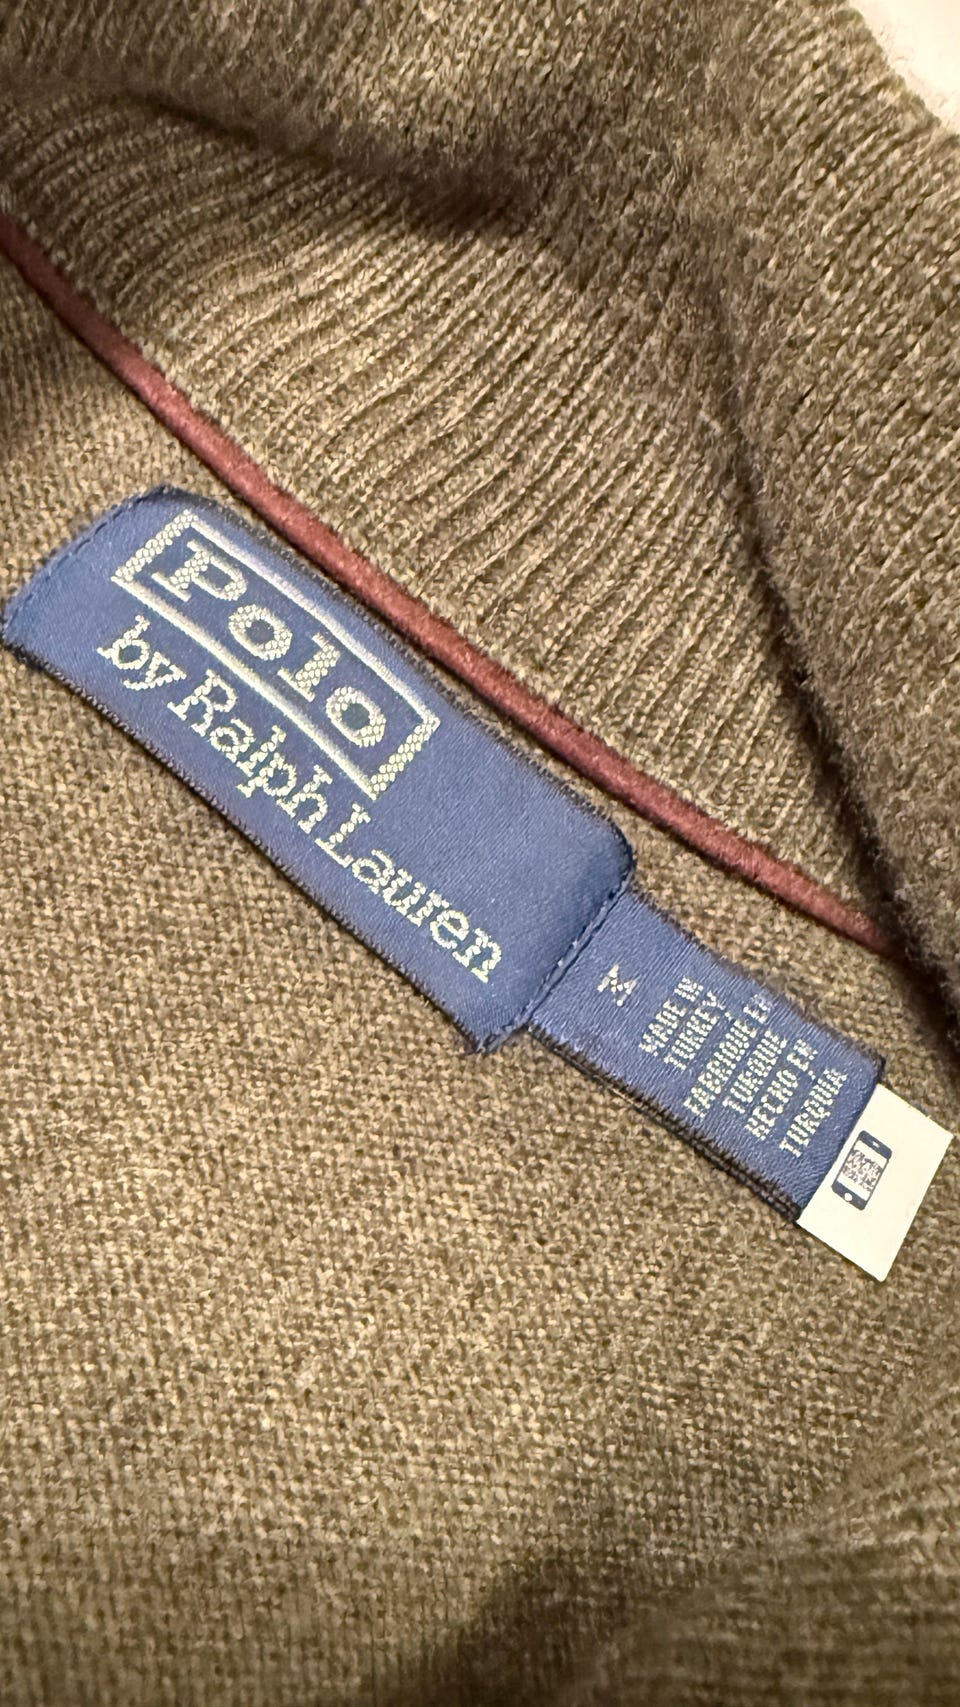 Polo
by Ralph Lauren
M
MADE IN
TURKEY
FABRIQUE EN
TURQUIE
HECHO EN
TURQUIA